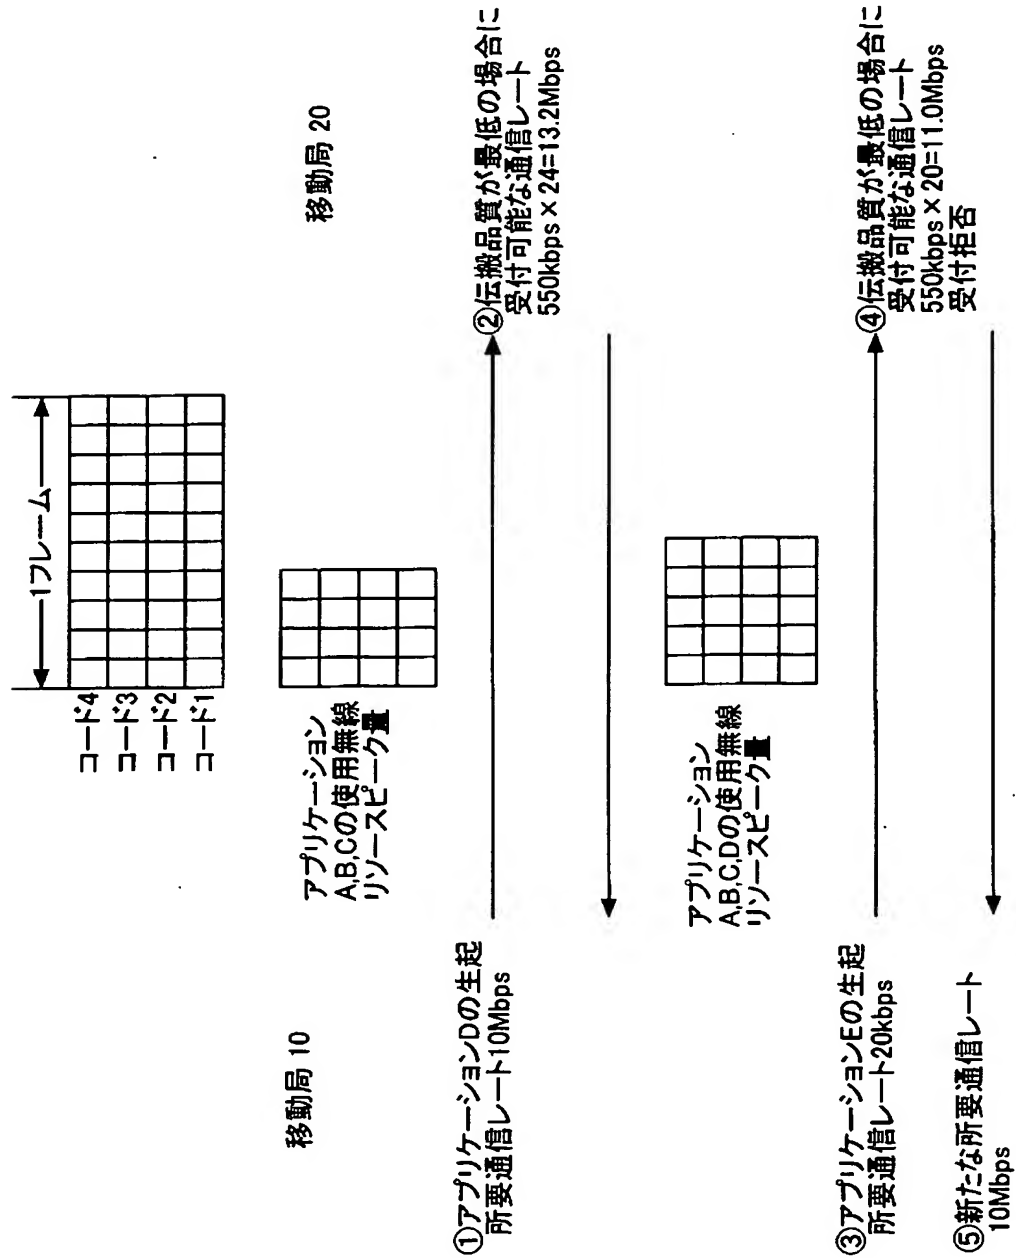 1フレーム
コード4
コード3
コード2
コード1
移動局 10
移動局 20
アプリケーション
A,B,Cの使用無線
リソースピーク量
①アプリケーションDの生起
所要通信レート10Mbps
②伝搬品質が最低の場合に
受付可能な通信レート
550kbps×24=13.2Mbps
アプリケーション
A,B,C,Dの使用無線
リソースピーク量
③アプリケーションEの生起
所要通信レート20kbps
④伝搬品質が最低の場合に
受付可能な通信レート
550kbps×20=11.0Mbps
受付拒否
⑤新たな所要通信レート
10Mbps